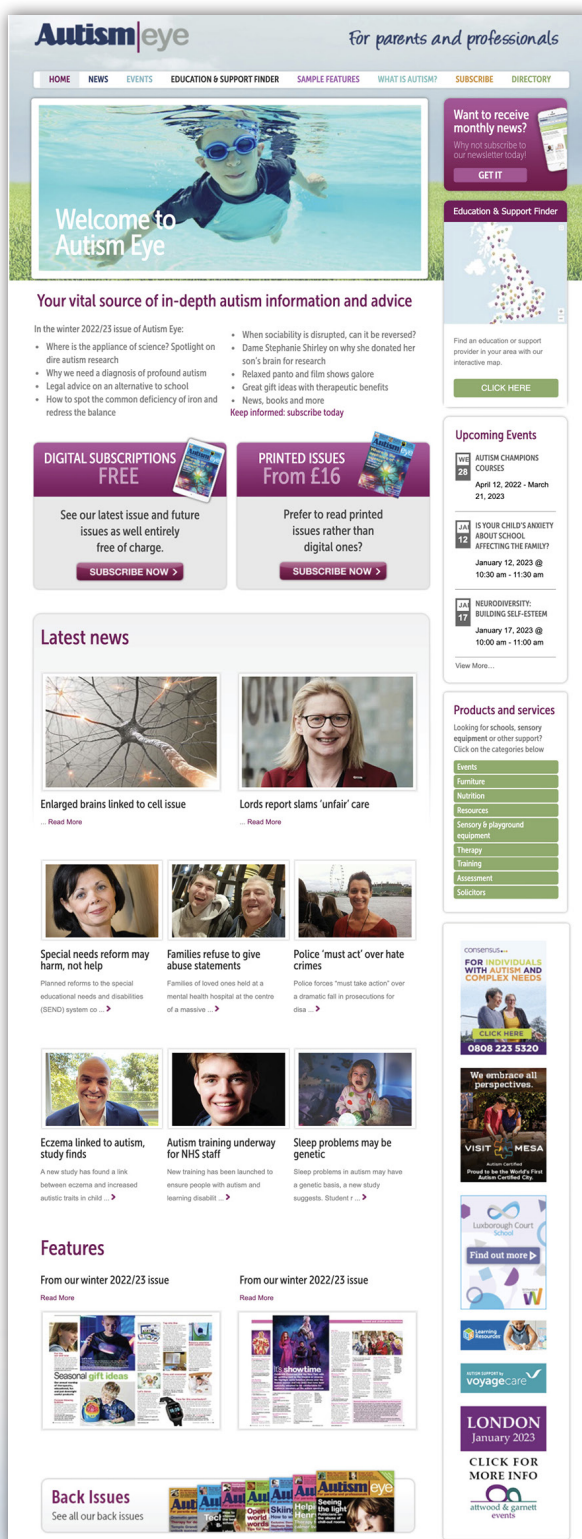 Autism|eye
For parents and professionals
HOME
NEWS
EVENTS
EDUCATION & SUPPORT FINDER
SAMPLE FEATURES
WHAT IS AUTISM?
SUBSCRIBE
DIRECTORY
Welcome to
Autism Eye
Want to receive
monthly news?
Why not subscribe to
our newsletter today!
GET IT
Education & Support Finder
Find an education or support
provider in your area with our
interactive map.
CLICK HERE
Your vital source of in-depth autism information and advice
In the winter 2022/23 issue of Autism Eye:
• Where is the appliance of science? Spotlight on
dire autism research
• Why we need a diagnosis of profound autism
• Legal advice on an alternative to school
• How to spot the common deficiency of iron and
redress the balance
• When sociability is disrupted, can it be reversed?
• Dame Stephanie Shirley on why she donated her
son's brain for research
• Relaxed panto and film shows galore
• Great gift ideas with therapeutic benefits
• News, books and more
Keep informed: subscribe today
DIGITAL SUBSCRIPTIONS
FREE
See our latest issue and future
issues as well entirely
free of charge.
SUBSCRIBE NOW >
PRINTED ISSUES
From £16
Prefer to read printed
issues rather than
digital ones?
SUBSCRIBE NOW >
Upcoming Events
WE
28
AUTISM CHAMPIONS
COURSES
April 12, 2022 - March
21, 2023
JA
12
IS YOUR CHILD'S ANXIETY
ABOUT SCHOOL
AFFECTING THE FAMILY?
January 12, 2023 @
10:30 am - 11:30 am
JA
17
NEURODIVERSITY:
BUILDING SELF-ESTEEM
January 17, 2023 @
10:00 am - 11:00 am
View More...
Latest news
Enlarged brains linked to cell issue
... Read More
Lords report slams 'unfair' care
... Read More
Special needs reform may
harm, not help
Planned reforms to the special
educational needs and disabilities
(SEND) system co ... >
Families refuse to give
abuse statements
Families of loved ones held at a
mental health hospital at the centre
of a massive ... >
Police 'must act' over hate
crimes
Police forces "must take action" over
a dramatic fall in prosecutions for
disa ... >
Eczema linked to autism,
study finds
A new study has found a link
between eczema and increased
autistic traits in child ... >
Autism training underway
for NHS staff
New training has been launched to
ensure people with autism and
learning disabilit ... >
Sleep problems may be
genetic
Sleep problems in autism may have
a genetic basis, a new study
suggests. Student r ... >
Products and services
Looking for schools, sensory
equipment or other support?
Click on the categories below
Events
Furniture
Nutrition
Resources
Sensory & playground
equipment
Therapy
Training
Assessment
Solicitors
consensus
FOR INDIVIDUALS
WITH AUTISM AND
COMPLEX NEEDS
CLICK HERE
0808 223 5320
We embrace all
perspectives.
VISIT MESA
Autism Certified
Proud to be the World's First
Autism Certified City.
Luxborough Court
School
Find out more
Learning
Resources
AUTISM SUPPORT by
voyagecare
LONDON
January 2023
CLICK FOR
MORE INFO
attwood & garnett
events
Features
From our winter 2022/23 issue
Read More
From our winter 2022/23 issue
Read More
Seasonal gift ideas
It's showtime
Back Issues
See all our back issues
Autism eye
Seeing
the light